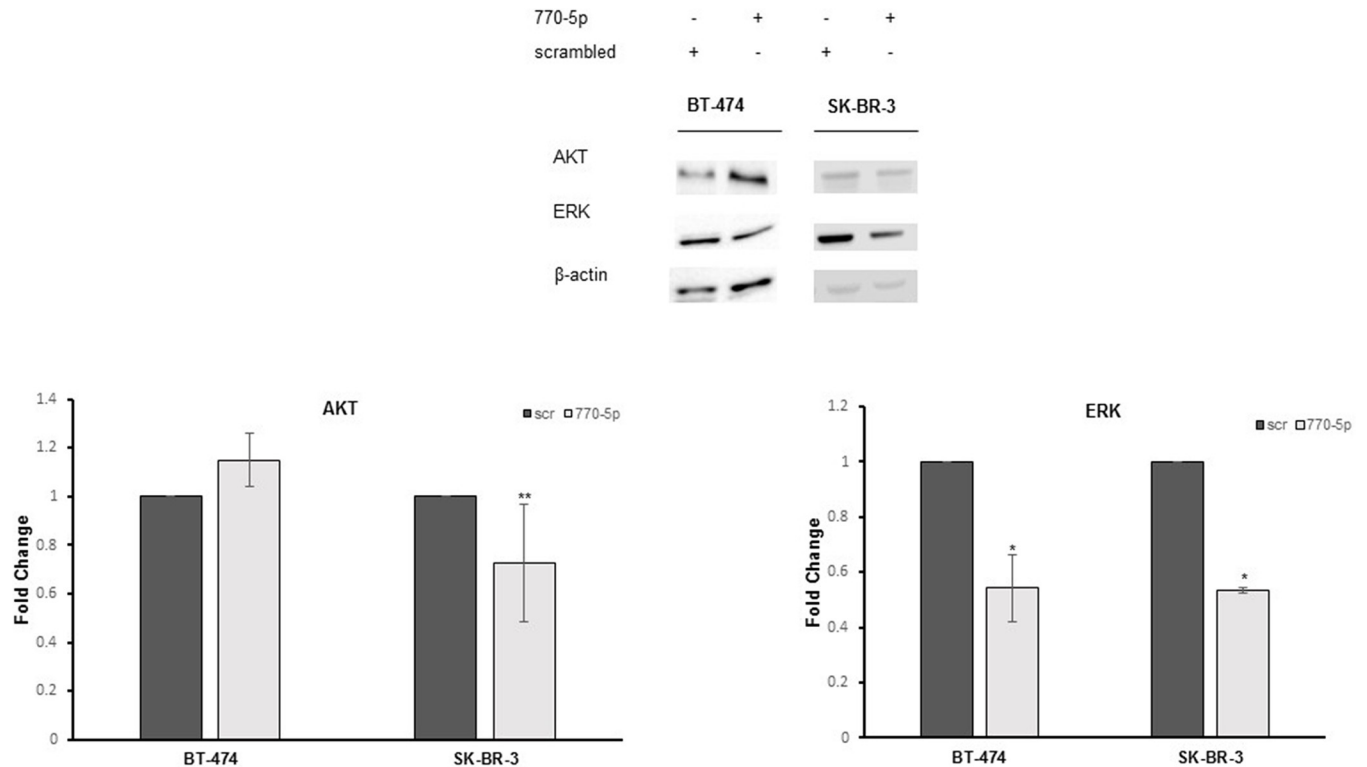 770-5p - + - +
scrambled + - + -
BT-474 SK-BR-3
AKT
ERK
β-actin
AKT
scr 770-5p
Fold Change
1.4
1.2
1
0.8
0.6
0.4
0.2
0
**
BT-474 SK-BR-3
ERK
scr 770-5p
Fold Change
1.2
1
0.8
0.6
0.4
0.2
0
*
*
BT-474 SK-BR-3